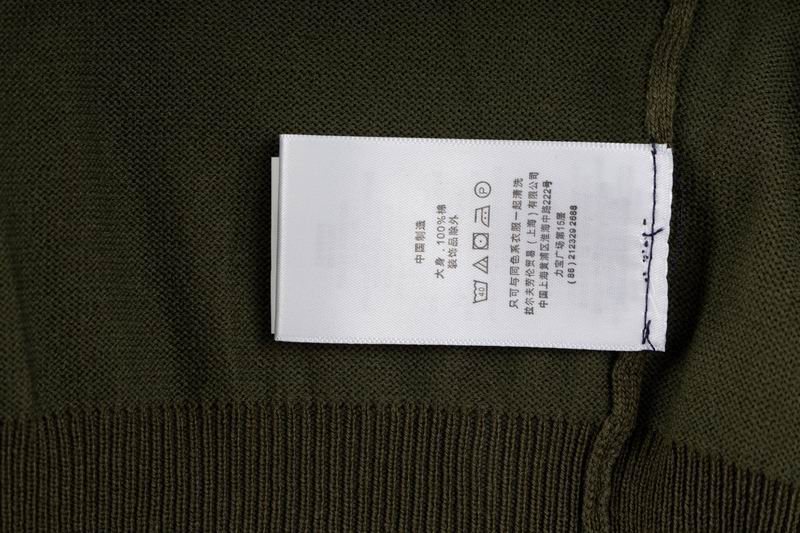 中国制造
大身.100%棉
装饰品除外
40
P
只可与同色系衣服一起清洗
拉尔夫劳伦贸易(上海)有限公司
中国上海黄浦区淮海中路222号
力宝广场第15层
(86)212329 2688